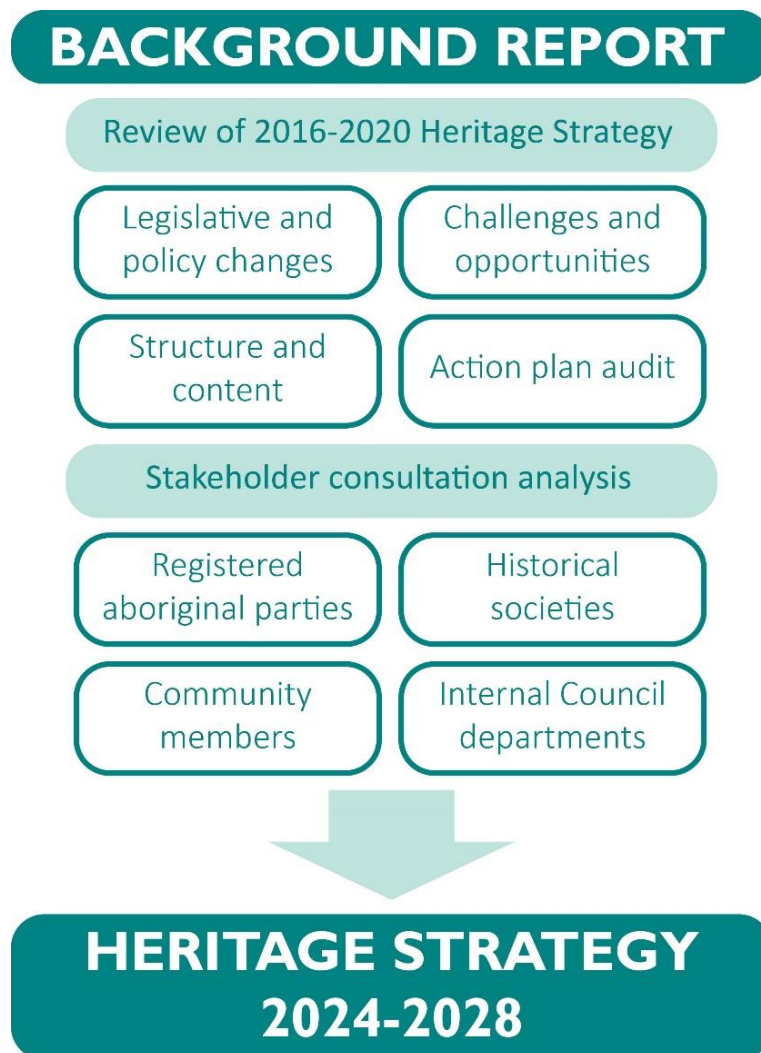 BACKGROUND REPORT
Review of 2016-2020 Heritage Strategy
Legislative and
policy changes
Challenges and
opportunities
Structure and
content
Action plan audit
Stakeholder consultation analysis
Registered
aboriginal parties
Historical
societies
Community
members
Internal Council
departments
HERITAGE STRATEGY
2024-2028